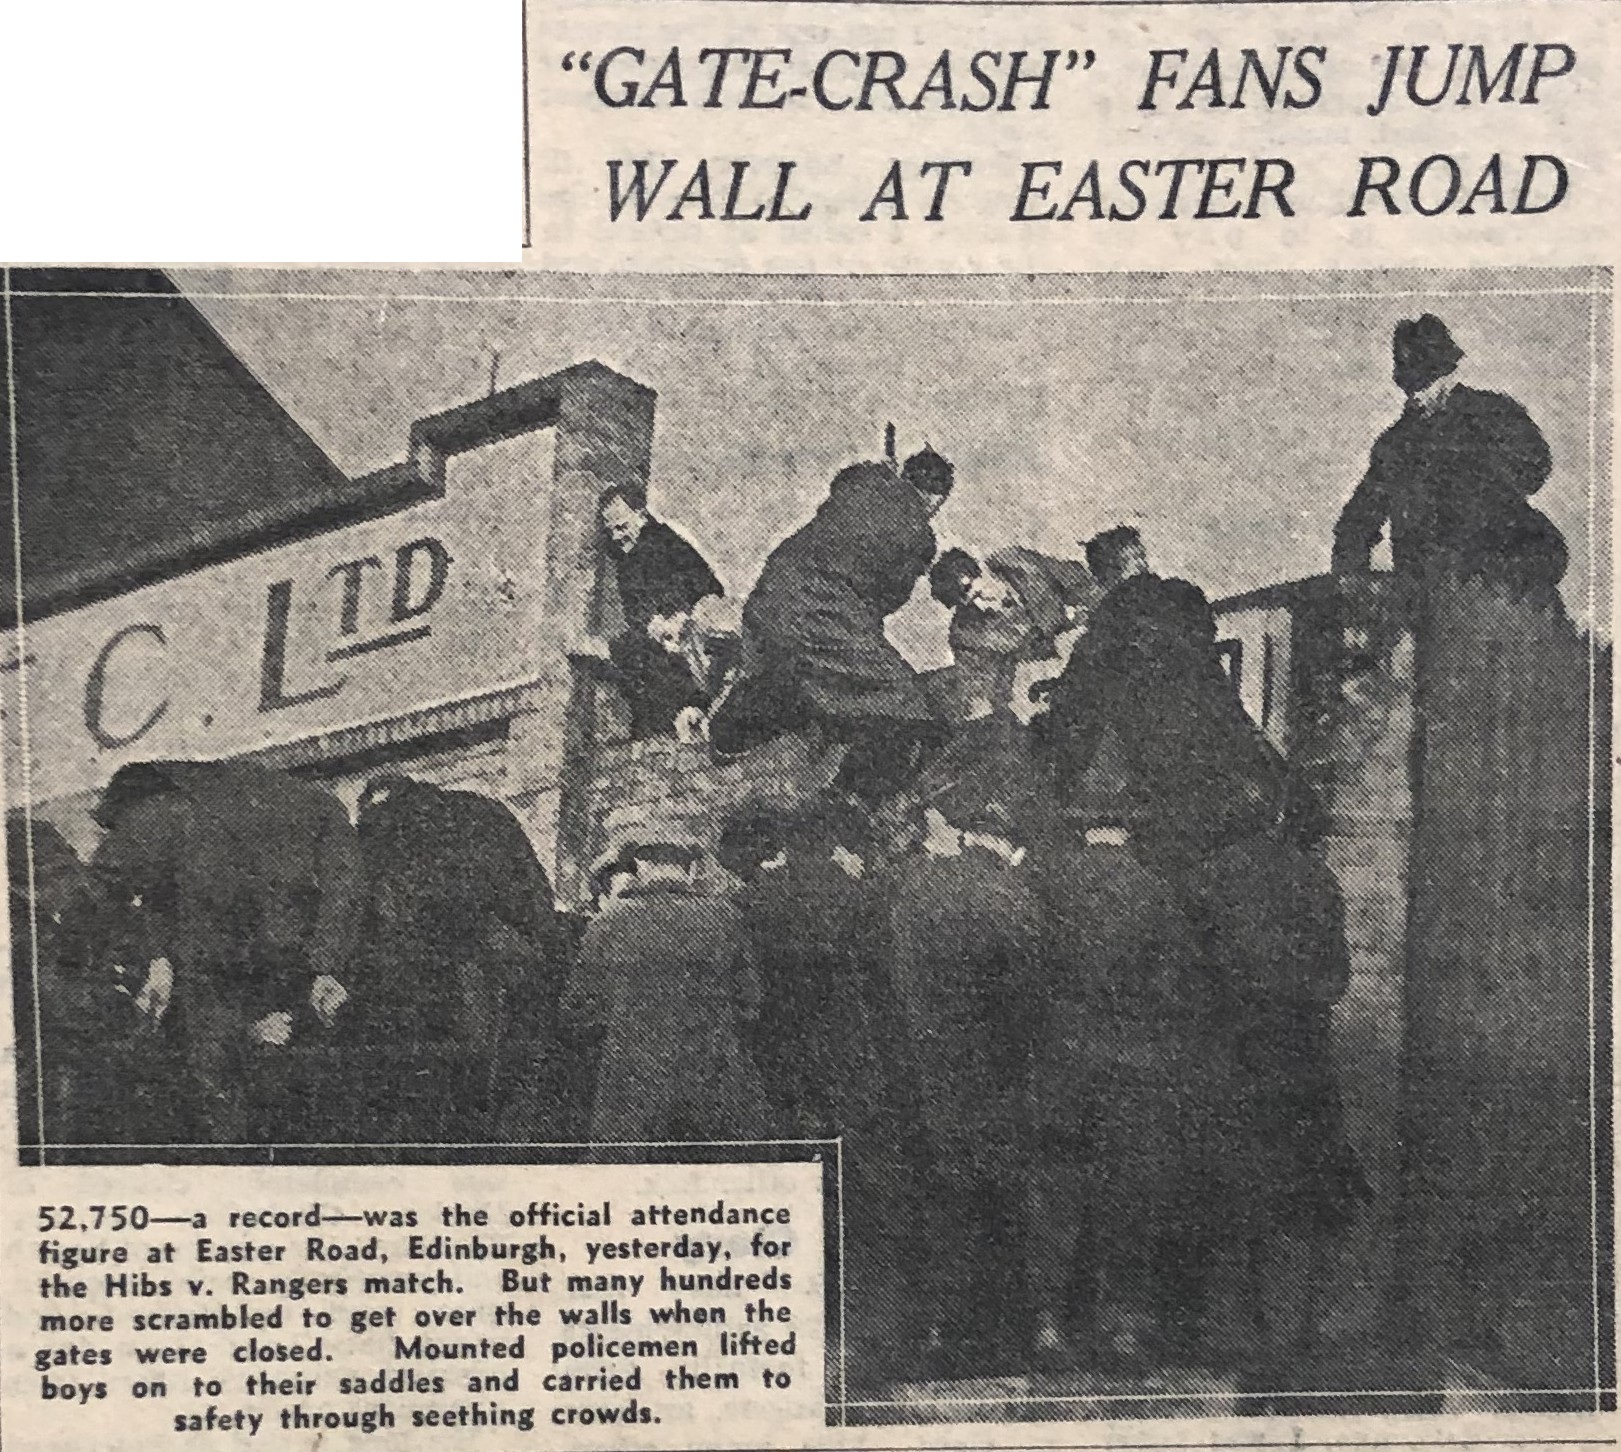 “GATE-CRASH” FANS JUMP
WALL AT EASTER ROAD
C LTD
52,750—a record—was the official attendance
figure at Easter Road, Edinburgh, yesterday, for
the Hibs v. Rangers match. But many hundreds
more scrambled to get over the walls when the
gates were closed. Mounted policemen lifted
boys on to their saddles and carried them to
safety through seething crowds.